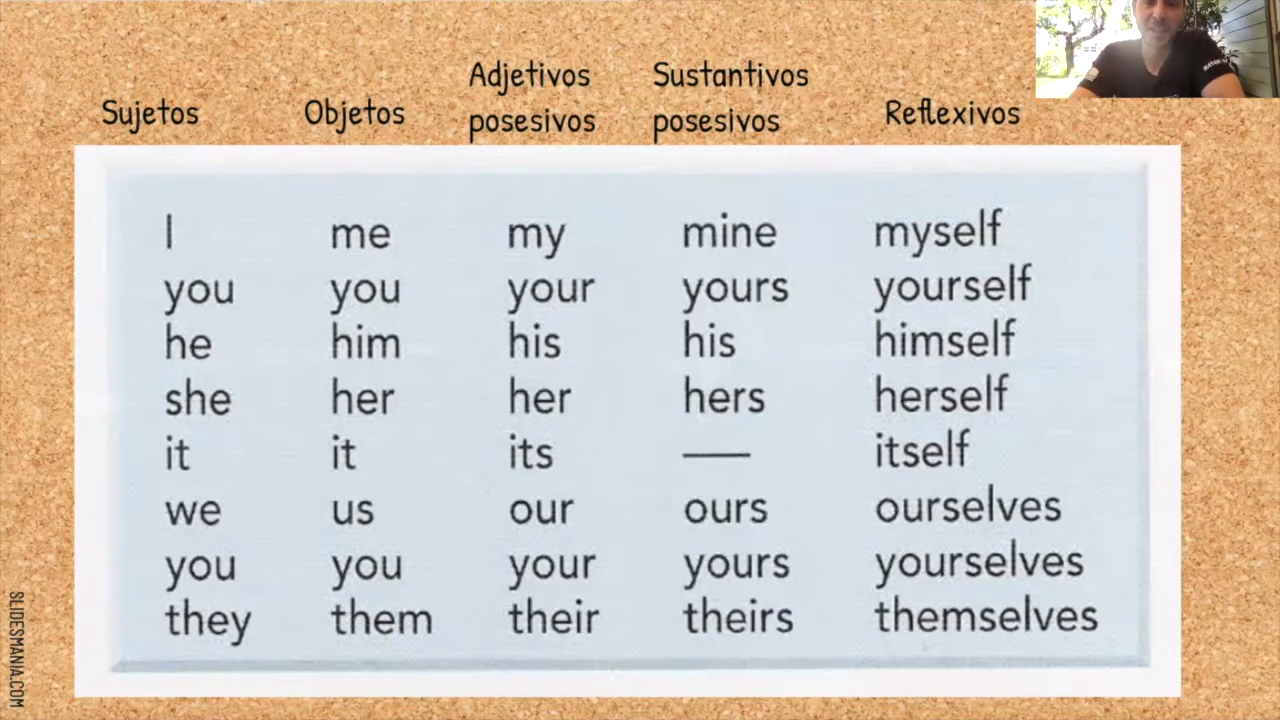 Sujetos Objetos Adjetivos posesivos Sustantivos posesivos Reflexivos
I me my mine myself
you you your yours yourself
he him his his himself
she her her hers herself
it it its — itself
we us our ours ourselves
you you your yours yourselves
they them their theirs themselves
SLIDESMANIA.COM